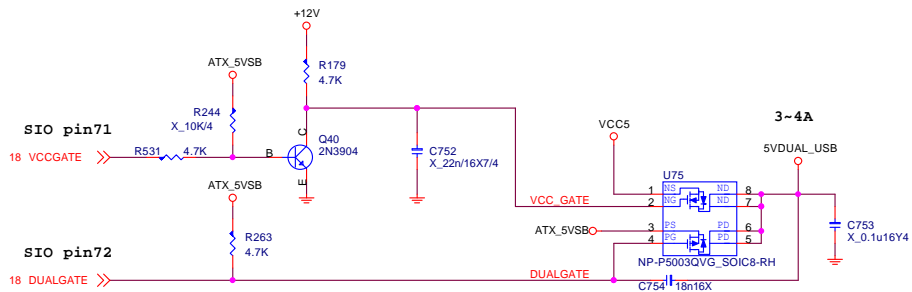 +12V
ATX_5VSB
R179
4.7K
3~4A
R244
X_10K/4
SIO pin71
C
Q40
2N3904
VCC5
5VDUAL_USB
18 VCCGATE
R531
4.7K
B
E
C752
X_22n/16X7/4
U75
1
NS
ND
8
2
NG
ND
7
VCC_GATE
ATX_5VSB
ATX_5VSB
3
PS
PD
6
4
PG
PD
5
C753
X_0.1u16Y4
R263
4.7K
SIO pin72
NP-P5003QVG_SOIC8-RH
18 DUALGATE
DUALGATE
C754
18n16X